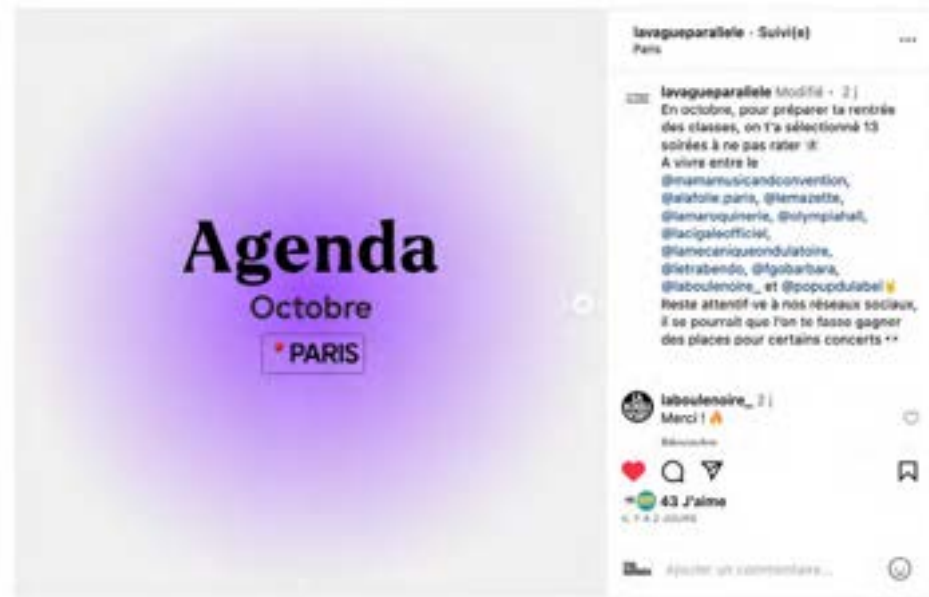 Agenda
Octobre
PARIS
lavagueparallele · Suivi(e)
Paris
lavagueparallele Modifié · 2 j
En octobre, pour préparer ta rentrée
des classes, on t'a sélectionné 13
soirées à ne pas rater
A vivre entre le
@mamamusicandconvention,
@alafolie.paris, @lemazette,
@lamaroquinerie, @olympiahall,
@lacigaleofficiel,
@lamecaniqueondulatoire,
@letrabendo, @fgobarbara,
@laboulenoire_ et @popupdulabel
Reste attentif·ve à nos réseaux sociaux,
il se pourrait que l'on te fasse gagner
des places pour certains concerts
laboulenoire_ 2 j
Merci !
Répondre
43 J'aime
IL Y A 2 JOURS
Ajouter un commentaire...